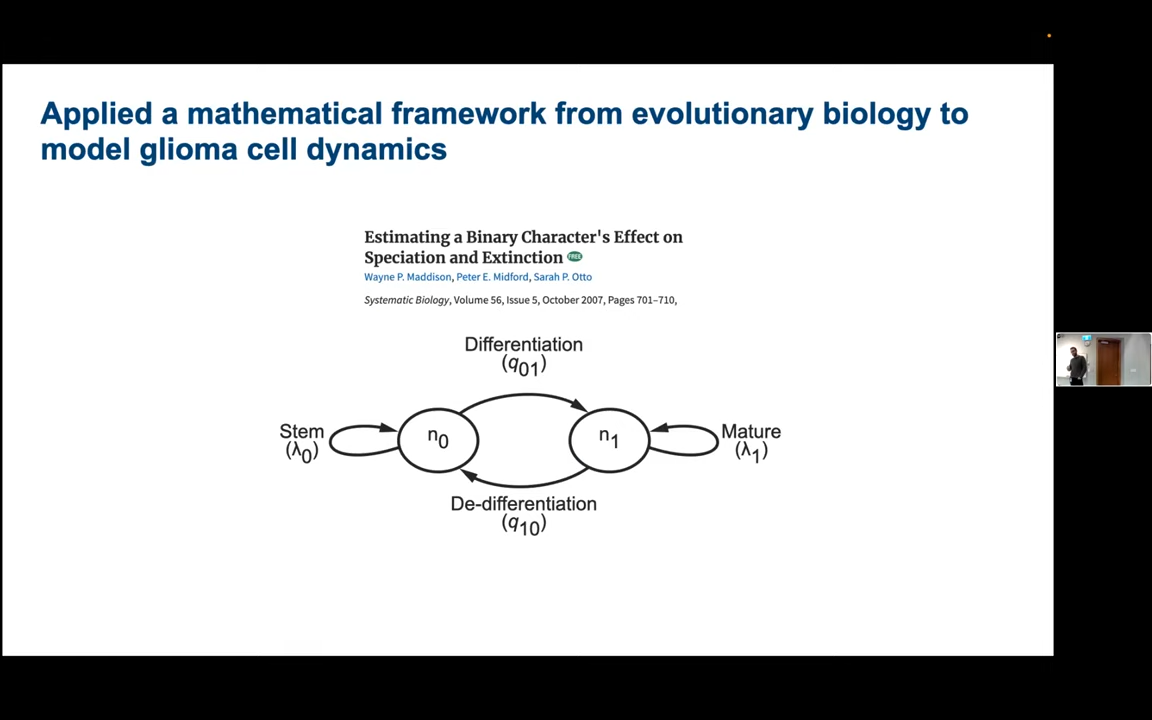 Applied a mathematical framework from evolutionary biology to
model glioma cell dynamics
Estimating a Binary Character's Effect on
Speciation and Extinction FREE
Wayne P. Maddison, Peter E. Midford, Sarah P. Otto
Systematic Biology, Volume 56, Issue 5, October 2007, Pages 701–710,
Differentiation
(q01)
Stem
(λ0)
n0
n1
Mature
(λ1)
De-differentiation
(q10)